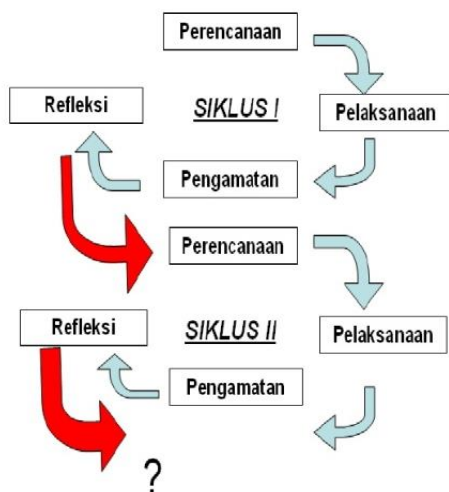 Perencanaan
Refleksi
SIKLUS I
Pelaksanaan
Pengamatan
Perencanaan
Refleksi
SIKLUS II
Pelaksanaan
Pengamatan
?